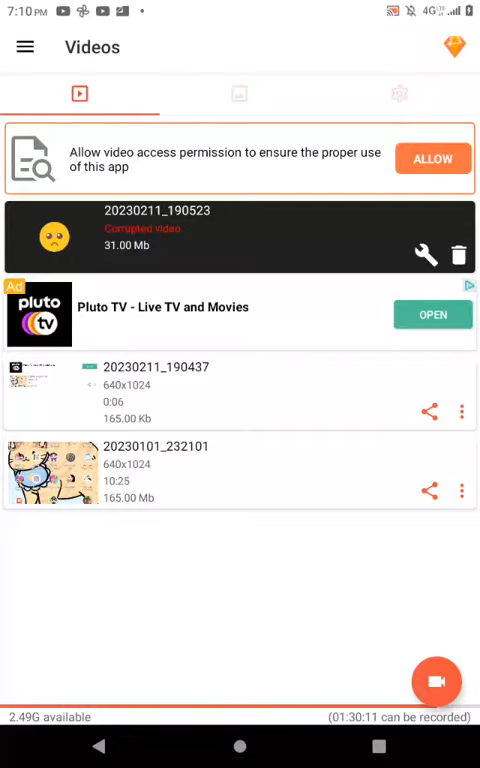 7:10 PM
4G LTE
Videos
Allow video access permission to ensure the proper use
of this app
ALLOW
20230211_190523
Corrupted video
31.00 Mb
Ad
pluto
tv
Pluto TV - Live TV and Movies
OPEN
20230211_190437
640x1024
0:06
165.00 Kb
20230101_232101
640x1024
10:25
165.00 Mb
2.49G available
(01:30:11 can be recorded)